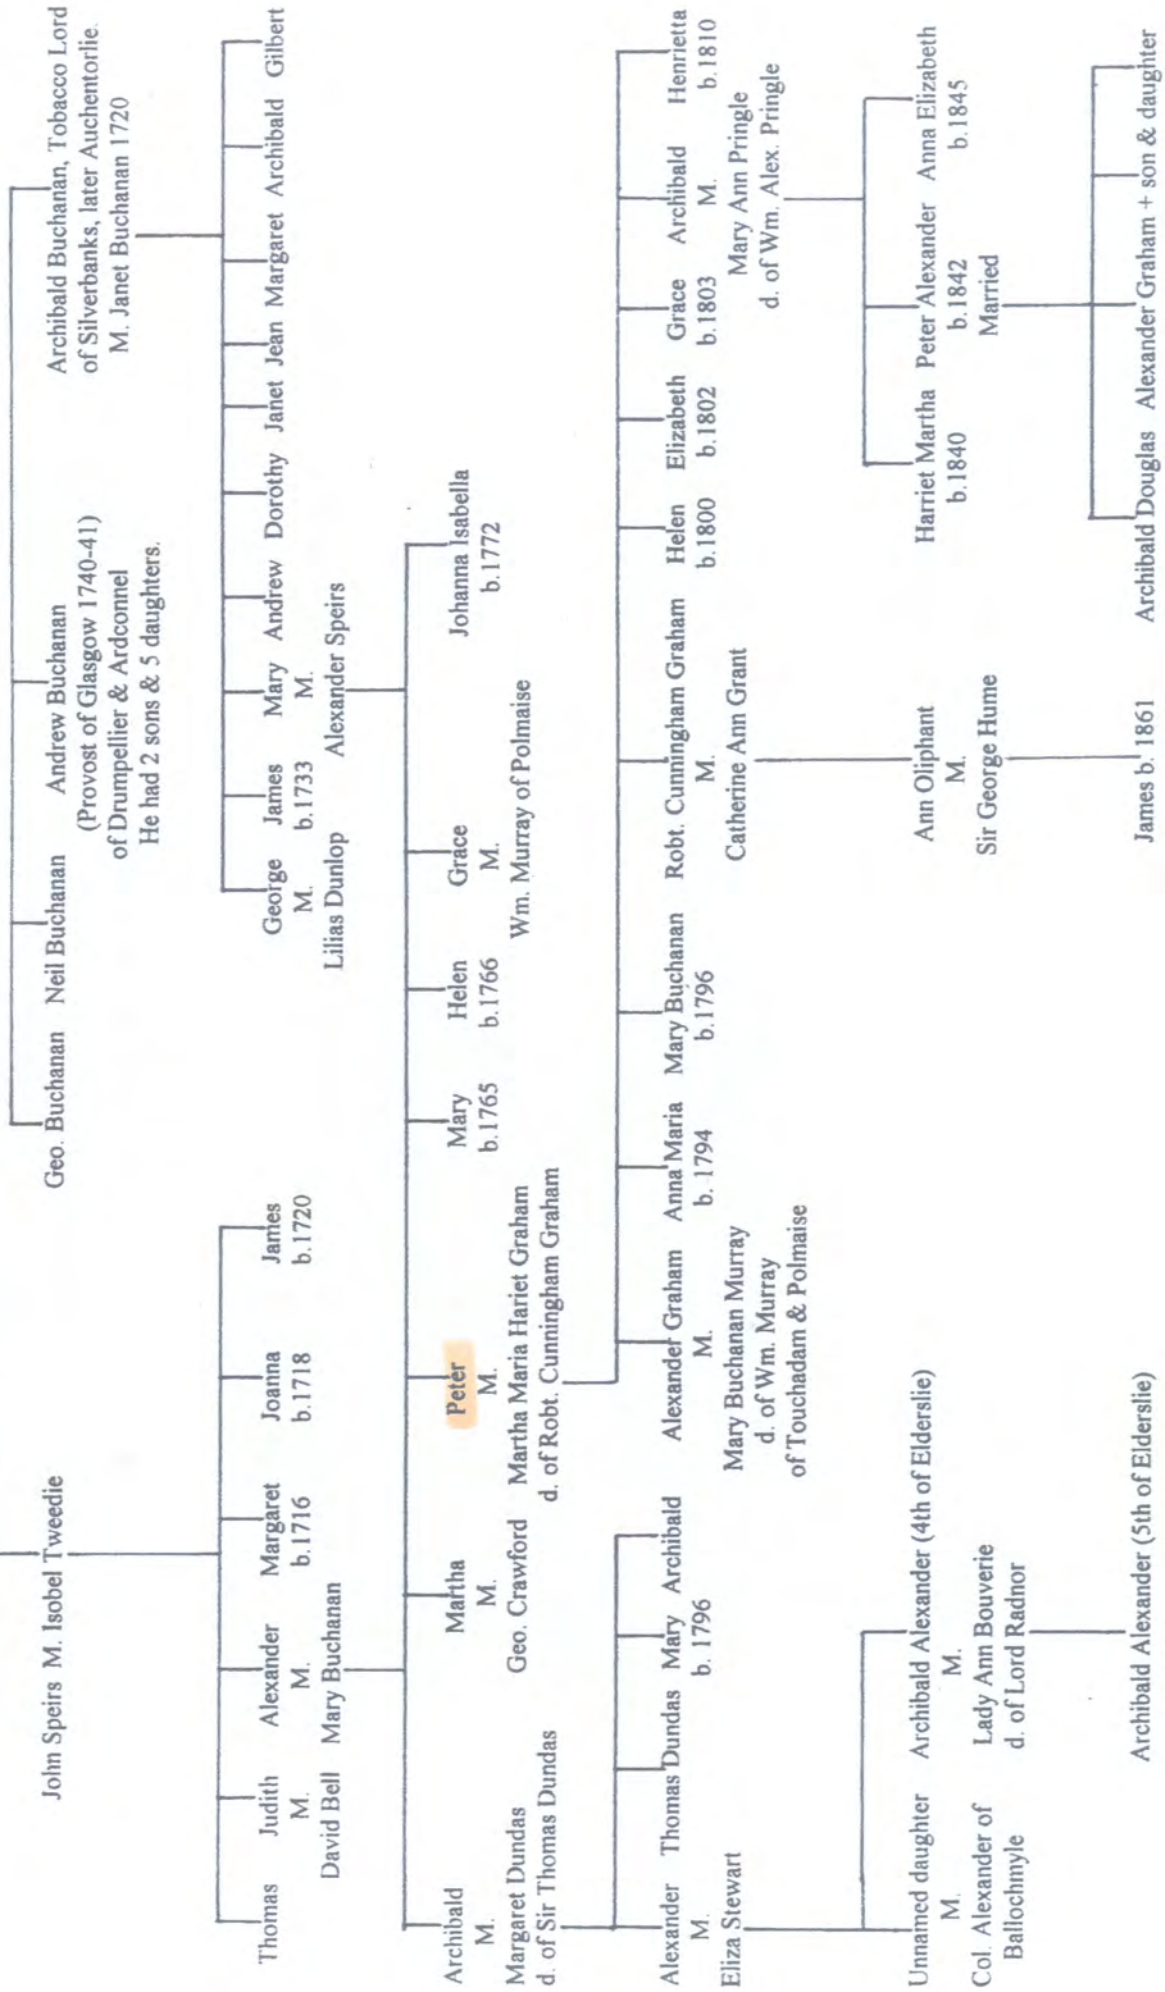 John Speirs M. Isobel Tweedie
Geo. Buchanan
Neil Buchanan
Andrew Buchanan
(Provost of Glasgow 1740-41)
of Drumpellier & Ardconnel
He had 2 sons & 5 daughters.
Archibald Buchanan, Tobacco Lord
of Silverbanks, later Auchentorlie.
M. Janet Buchanan 1720
Thomas
Judith
M.
David Bell
Alexander
M.
Mary Buchanan
Margaret
b.1716
Joanna
b.1718
James
b.1720
George
M.
Lilias Dunlop
James
b.1733
Mary
M.
Alexander Speirs
Andrew
Dorothy
Janet
Jean
Margaret
Archibald
Gilbert
Archibald
M.
Margaret Dundas
d. of Sir Thomas Dundas
Martha
M.
Geo. Crawford
Peter
M.
Martha Maria Hariet Graham
d. of Robt. Cunningham Graham
Mary
b.1765
Helen
b.1766
Grace
M.
Wm. Murray of Polmaise
Johanna Isabella
b.1772
Alexander
M.
Eliza Stewart
Thomas Dundas
Mary
b. 1796
Archibald
Alexander Graham
M.
Mary Buchanan Murray
d. of Wm. Murray
of Touchadam & Polmaise
Anna Maria
b. 1794
Mary Buchanan
b.1796
Robt. Cunningham Graham
M.
Catherine Ann Grant
Helen
b.1800
Elizabeth
b.1802
Grace
b.1803
Archibald
M.
Mary Ann Pringle
d. of Wm. Alex. Pringle
Henrietta
b.1810
Unnamed daughter
M.
Col. Alexander of
Ballochmyle
Archibald Alexander (4th of Elderslie)
M.
Lady Ann Bouverie
d. of Lord Radnor
Ann Oliphant
M.
Sir George Hume
Harriet Martha
b.1840
Peter Alexander
b.1842
Married
Anna Elizabeth
b.1845
Archibald Alexander (5th of Elderslie)
James b. 1861
Archibald Douglas
Alexander Graham + son & daughter